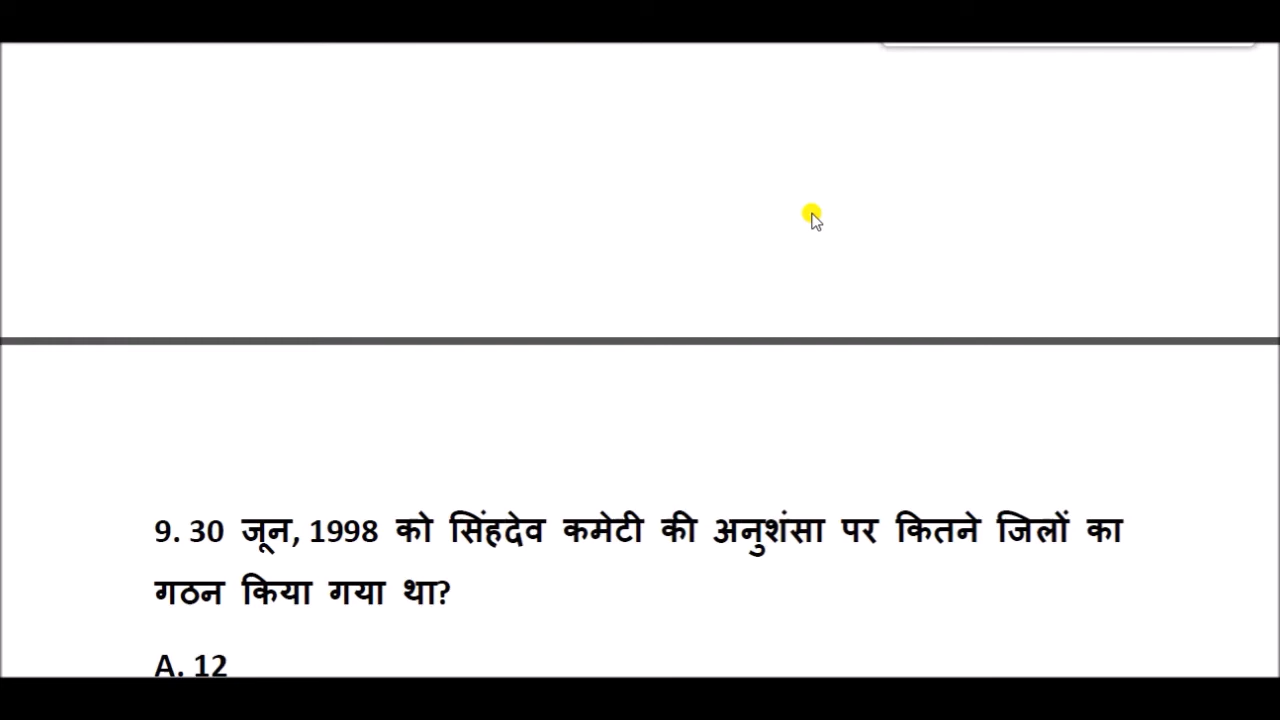 9. 30 जून, 1998 को सिंहदेव कमेटी की अनुशंसा पर कितने जिलों का
गठन किया गया था?
A. 12